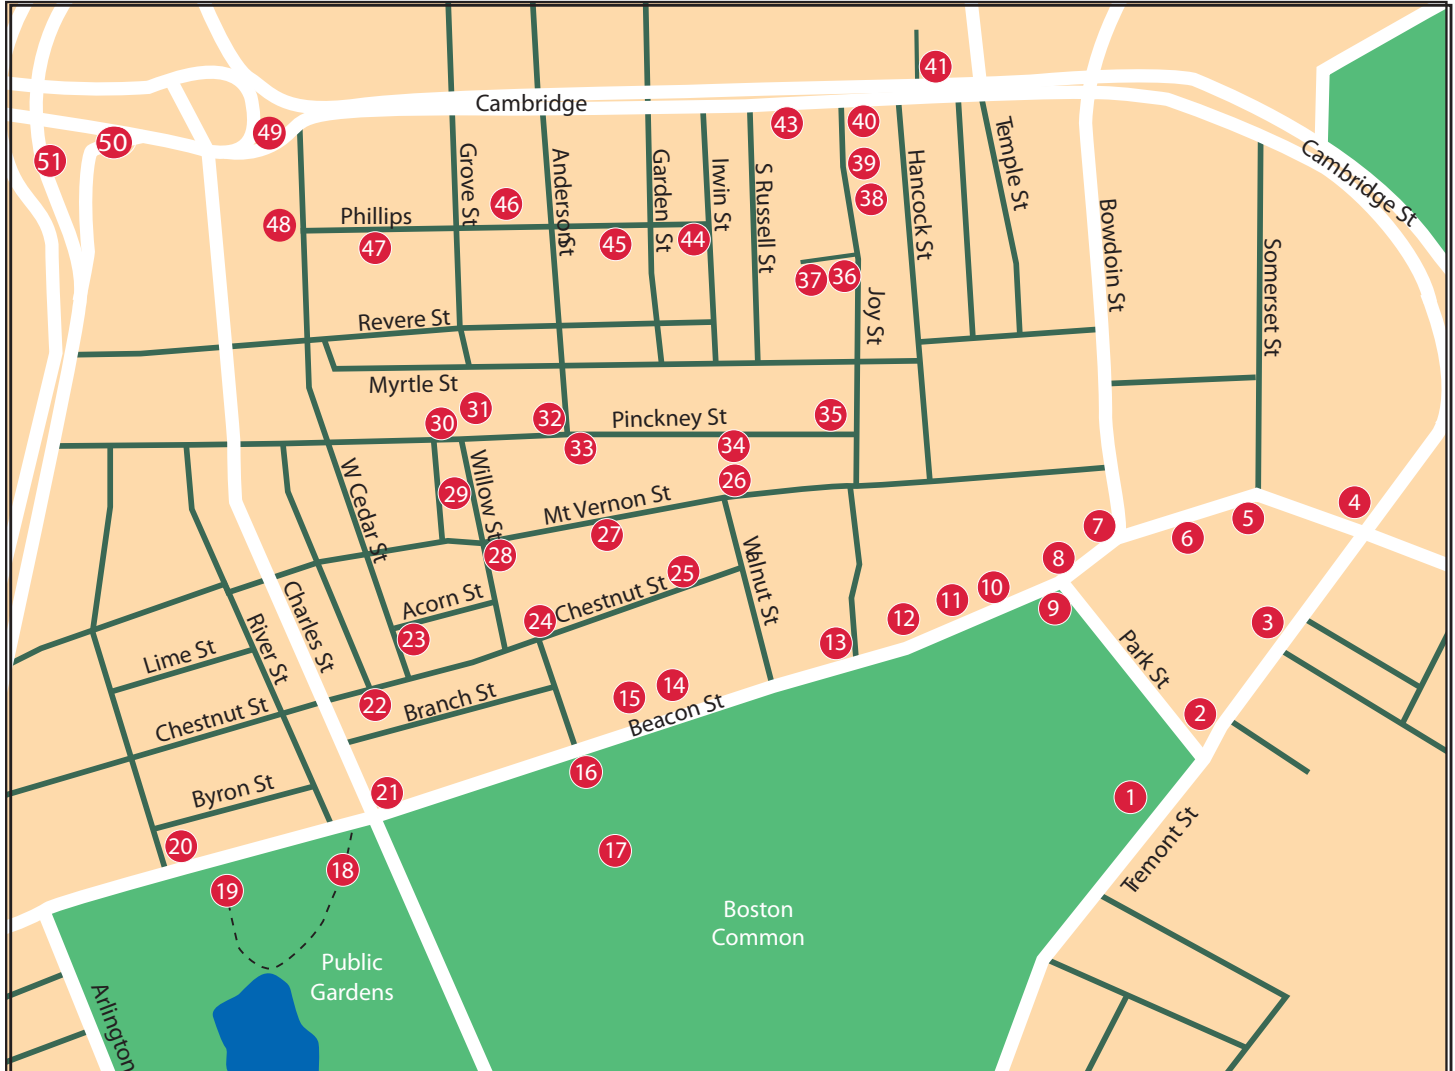 41
Cambridge
43
40
49
50
51
39
38
Cambridge St
Temple St
Hancock St
Grove St
Anderson St
Garden St
Irwin St
S Russell St
46
Phillips
48
47
45
44
Bowdoin St
Somerset St
37
36
Joy St
Revere St
Myrtle St
31
30
32
Pinckney St
35
33
34
26
29
Willow St
W Cedar St
Mt Vernon St
27
28
4
5
7
6
8
Walnut St
25
Chestnut St
24
Acorn St
23
10
11
12
9
13
3
Park St
Charles St
River St
Lime St
Chestnut St
22
Branch St
15
14
Beacon St
2
16
1
21
Byron St
20
17
18
19
Tremont St
Boston
Common
Public
Gardens
Arlington